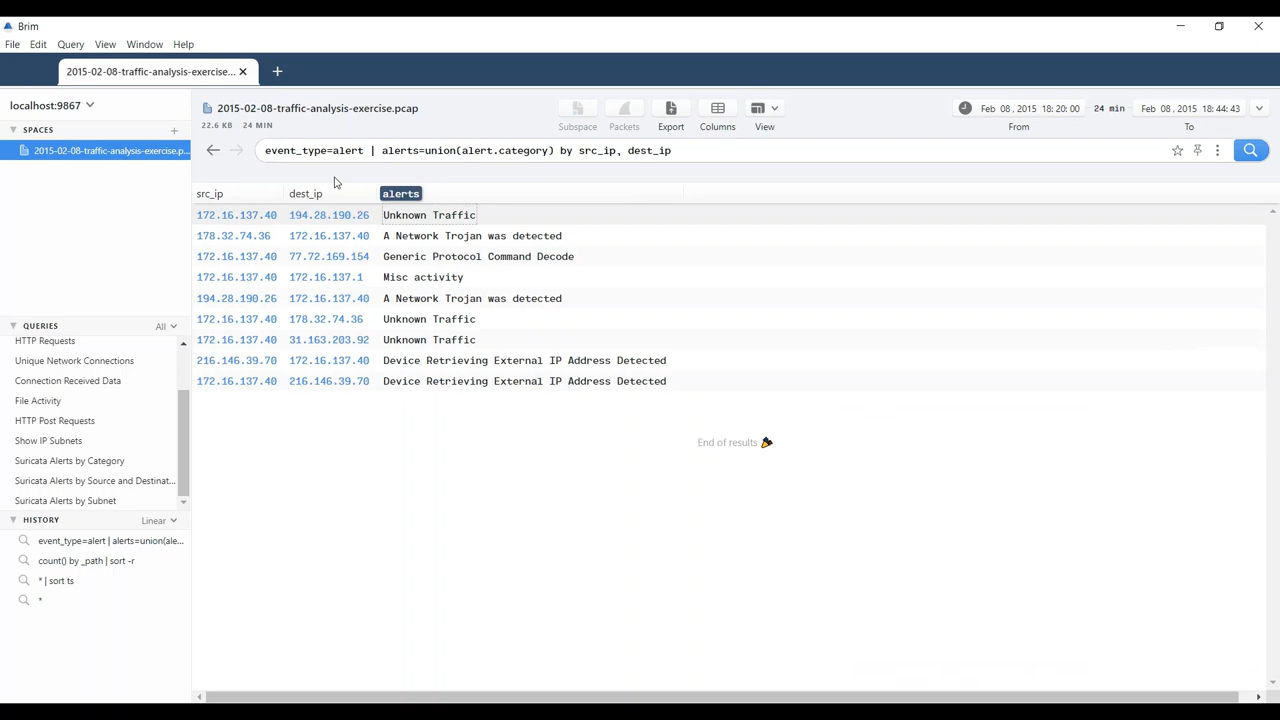 Brim
File Edit Query View Window Help
2015-02-08-traffic-analysis-exercise... × +
localhost:9867
SPACES +
2015-02-08-traffic-analysis-exercise.p...
2015-02-08-traffic-analysis-exercise.pcap
22.6 KB 24 MIN
Subspace Packets Export Columns View
Feb 08 , 2015 18:20:00 24 min Feb 08 , 2015 18:44:43
From To
event_type=alert | alerts=union(alert.category) by src_ip, dest_ip
src_ip dest_ip alerts
172.16.137.40 194.28.190.26 Unknown Traffic
178.32.74.36 172.16.137.40 A Network Trojan was detected
172.16.137.40 77.72.169.154 Generic Protocol Command Decode
172.16.137.40 172.16.137.1 Misc activity
194.28.190.26 172.16.137.40 A Network Trojan was detected
172.16.137.40 178.32.74.36 Unknown Traffic
172.16.137.40 31.163.203.92 Unknown Traffic
216.146.39.70 172.16.137.40 Device Retrieving External IP Address Detected
172.16.137.40 216.146.39.70 Device Retrieving External IP Address Detected
End of results
QUERIES All
HTTP Requests
Unique Network Connections
Connection Received Data
File Activity
HTTP Post Requests
Show IP Subnets
Suricata Alerts by Category
Suricata Alerts by Source and Destinat...
Suricata Alerts by Subnet
HISTORY Linear
event_type=alert | alerts=union(ale...
count() by _path | sort -r
* | sort ts
*